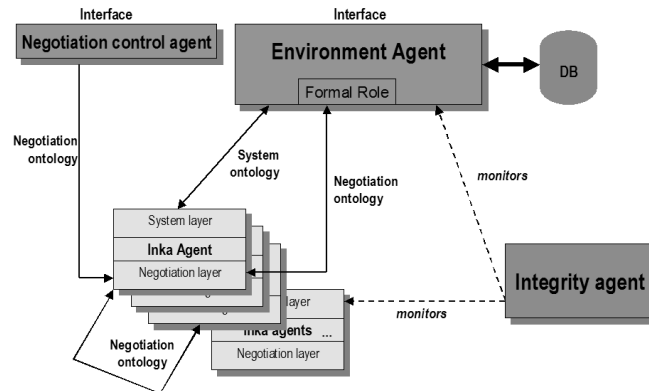 Interface
Interface
Negotiation control agent
Environment Agent
Formal Role
DB
Negotiation
ontology
System
ontology
Negotiation
ontology
monitors
System layer
Inka Agent
Negotiation layer
Integrity agent
layer
monitors
Inka agents ...
Negotiation layer
Negotiation
ontology